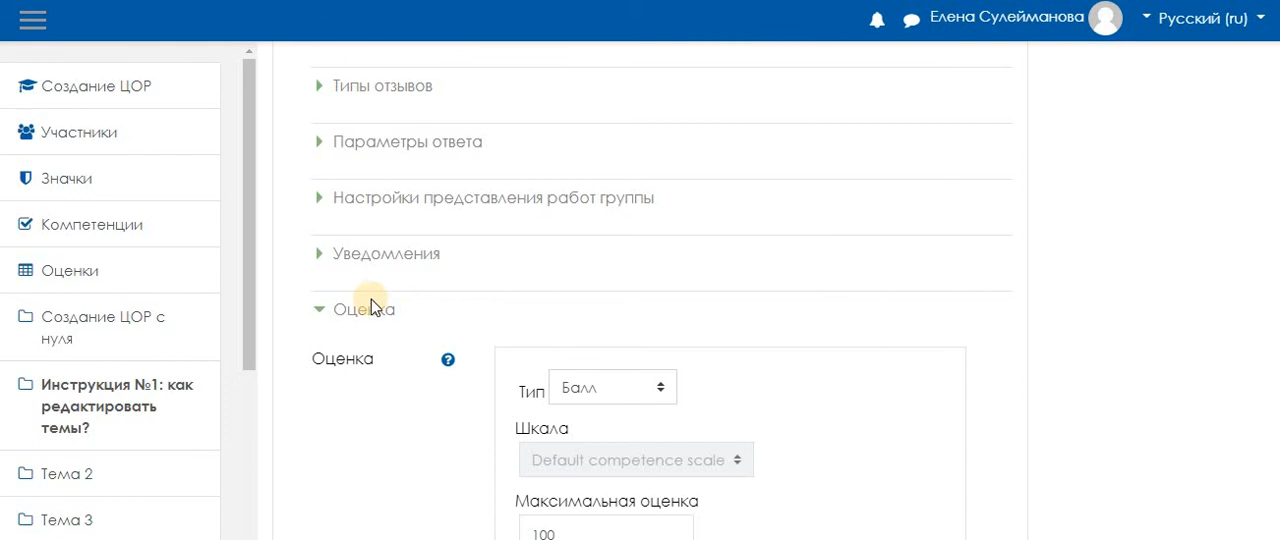 Елена Сулейманова
Русский (ru)
Создание ЦОР
Участники
Значки
Компетенции
Оценки
Создание ЦОР с
нуля
Инструкция №1: как
редактировать
темы?
Тема 2
Тема 3
Типы отзывов
Параметры ответа
Настройки представления работ группы
Уведомления
Оценка
Оценка
Тип Балл
Шкала
Default competence scale
Максимальная оценка
100